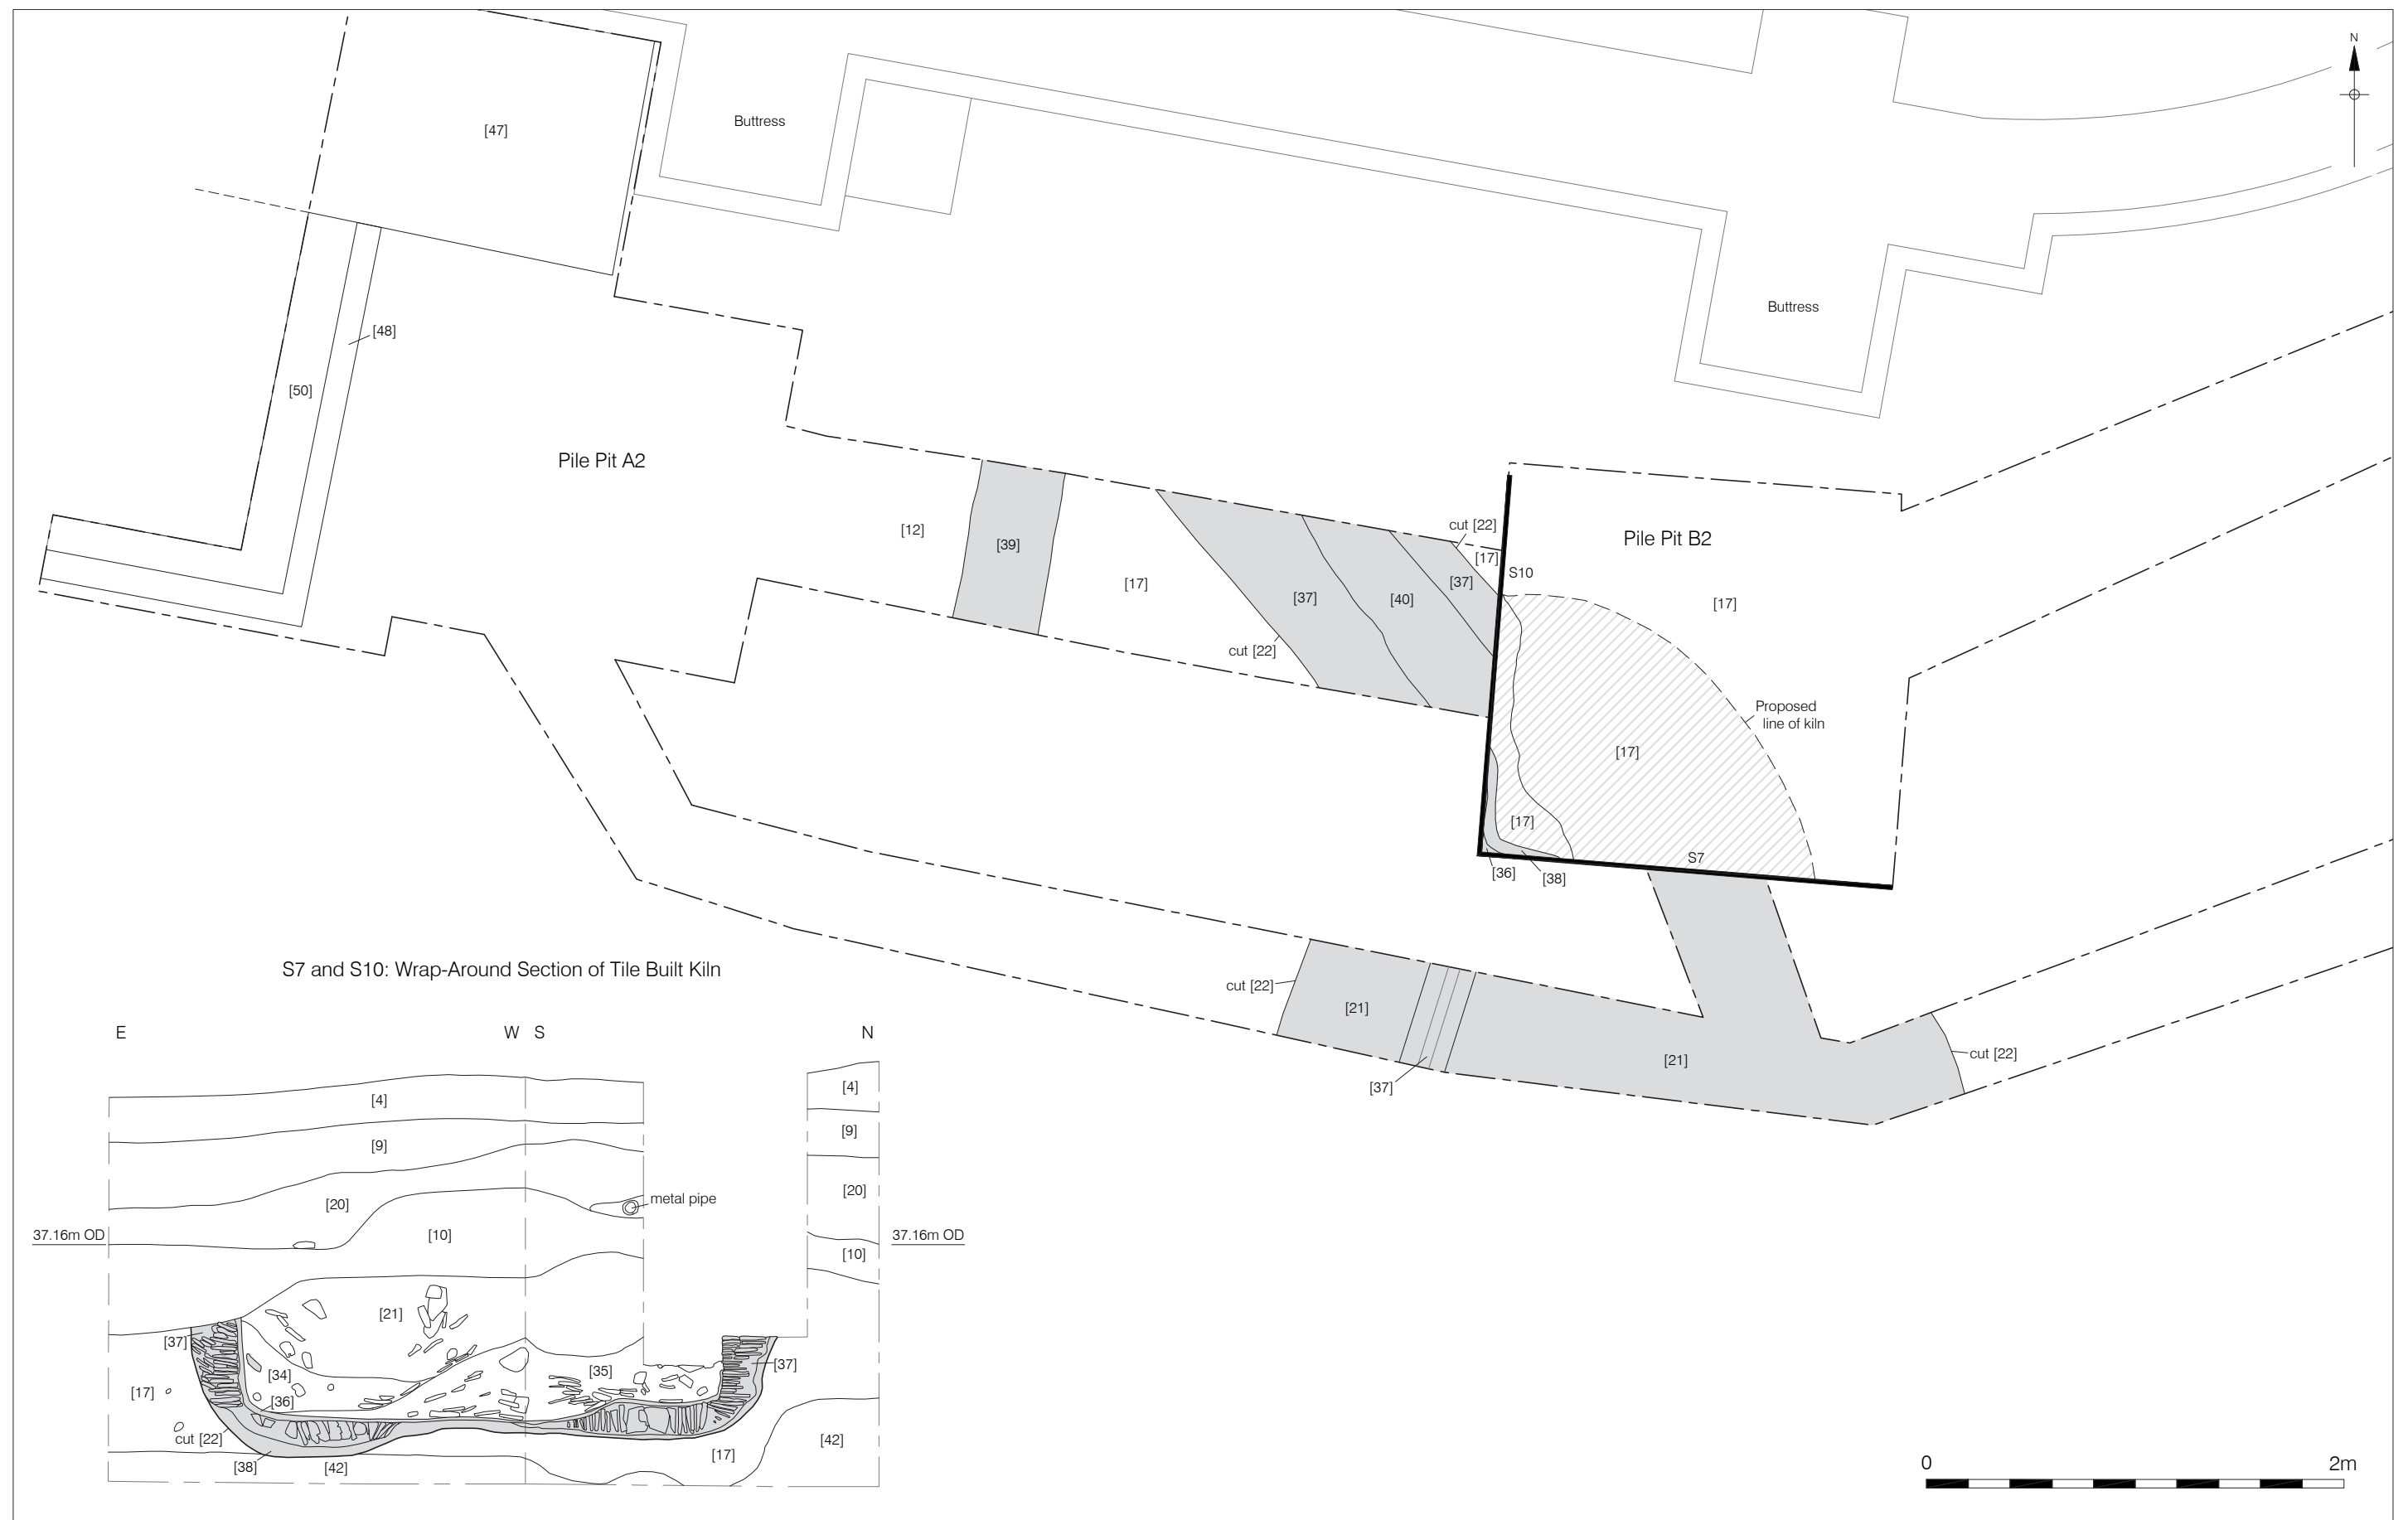 N
[47]
Buttress
Buttress
[48]
[50]
Pile Pit A2
[12]
[39]
[17]
[37]
[40]
[37]
[17]
cut [22]
cut [22]
S10
Pile Pit B2
[17]
Proposed
line of kiln
[17]
[17]
S7
[36]
[38]
cut [22]
[21]
[37]
[21]
cut [22]
S7 and S10: Wrap-Around Section of Tile Built Kiln
E
W
S
N
[4]
[4]
[9]
[9]
[20]
[20]
metal pipe
37.16m OD
[10]
[10]
37.16m OD
[21]
[37]
[34]
[35]
[37]
[17]
[36]
cut [22]
[38]
[42]
[17]
[42]
0
2m